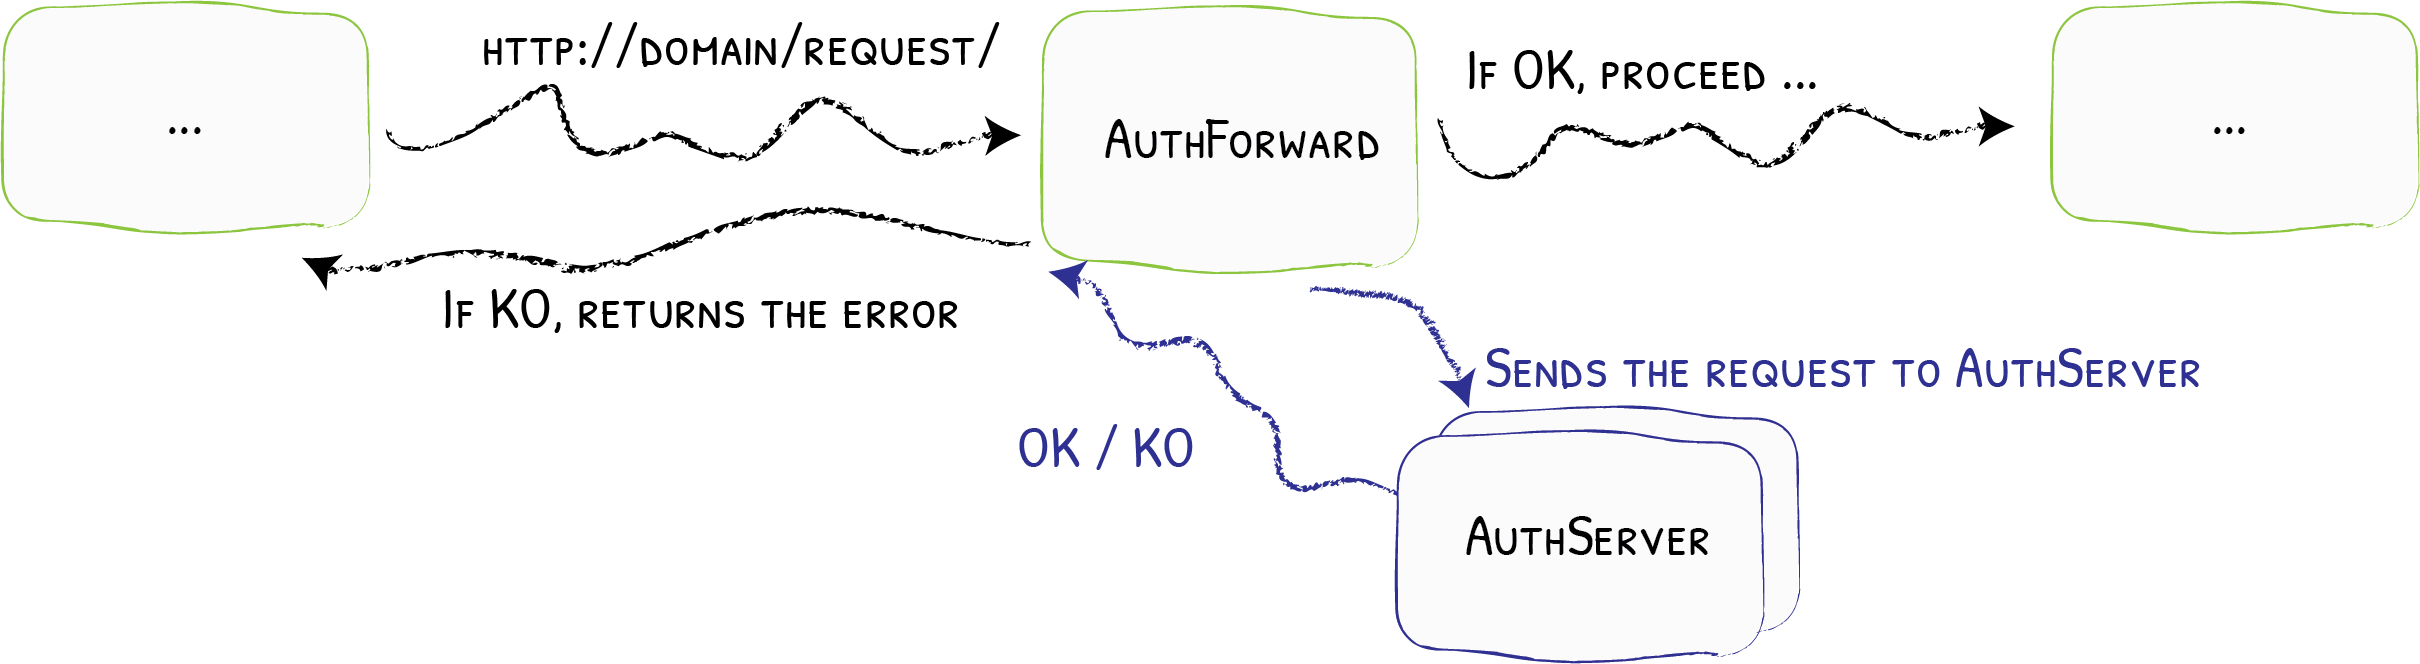 ...
http://domain/request/
AuthForward
If OK, proceed ...
...
If KO, returns the error
Sends the request to AuthServer
OK / KO
AuthServer